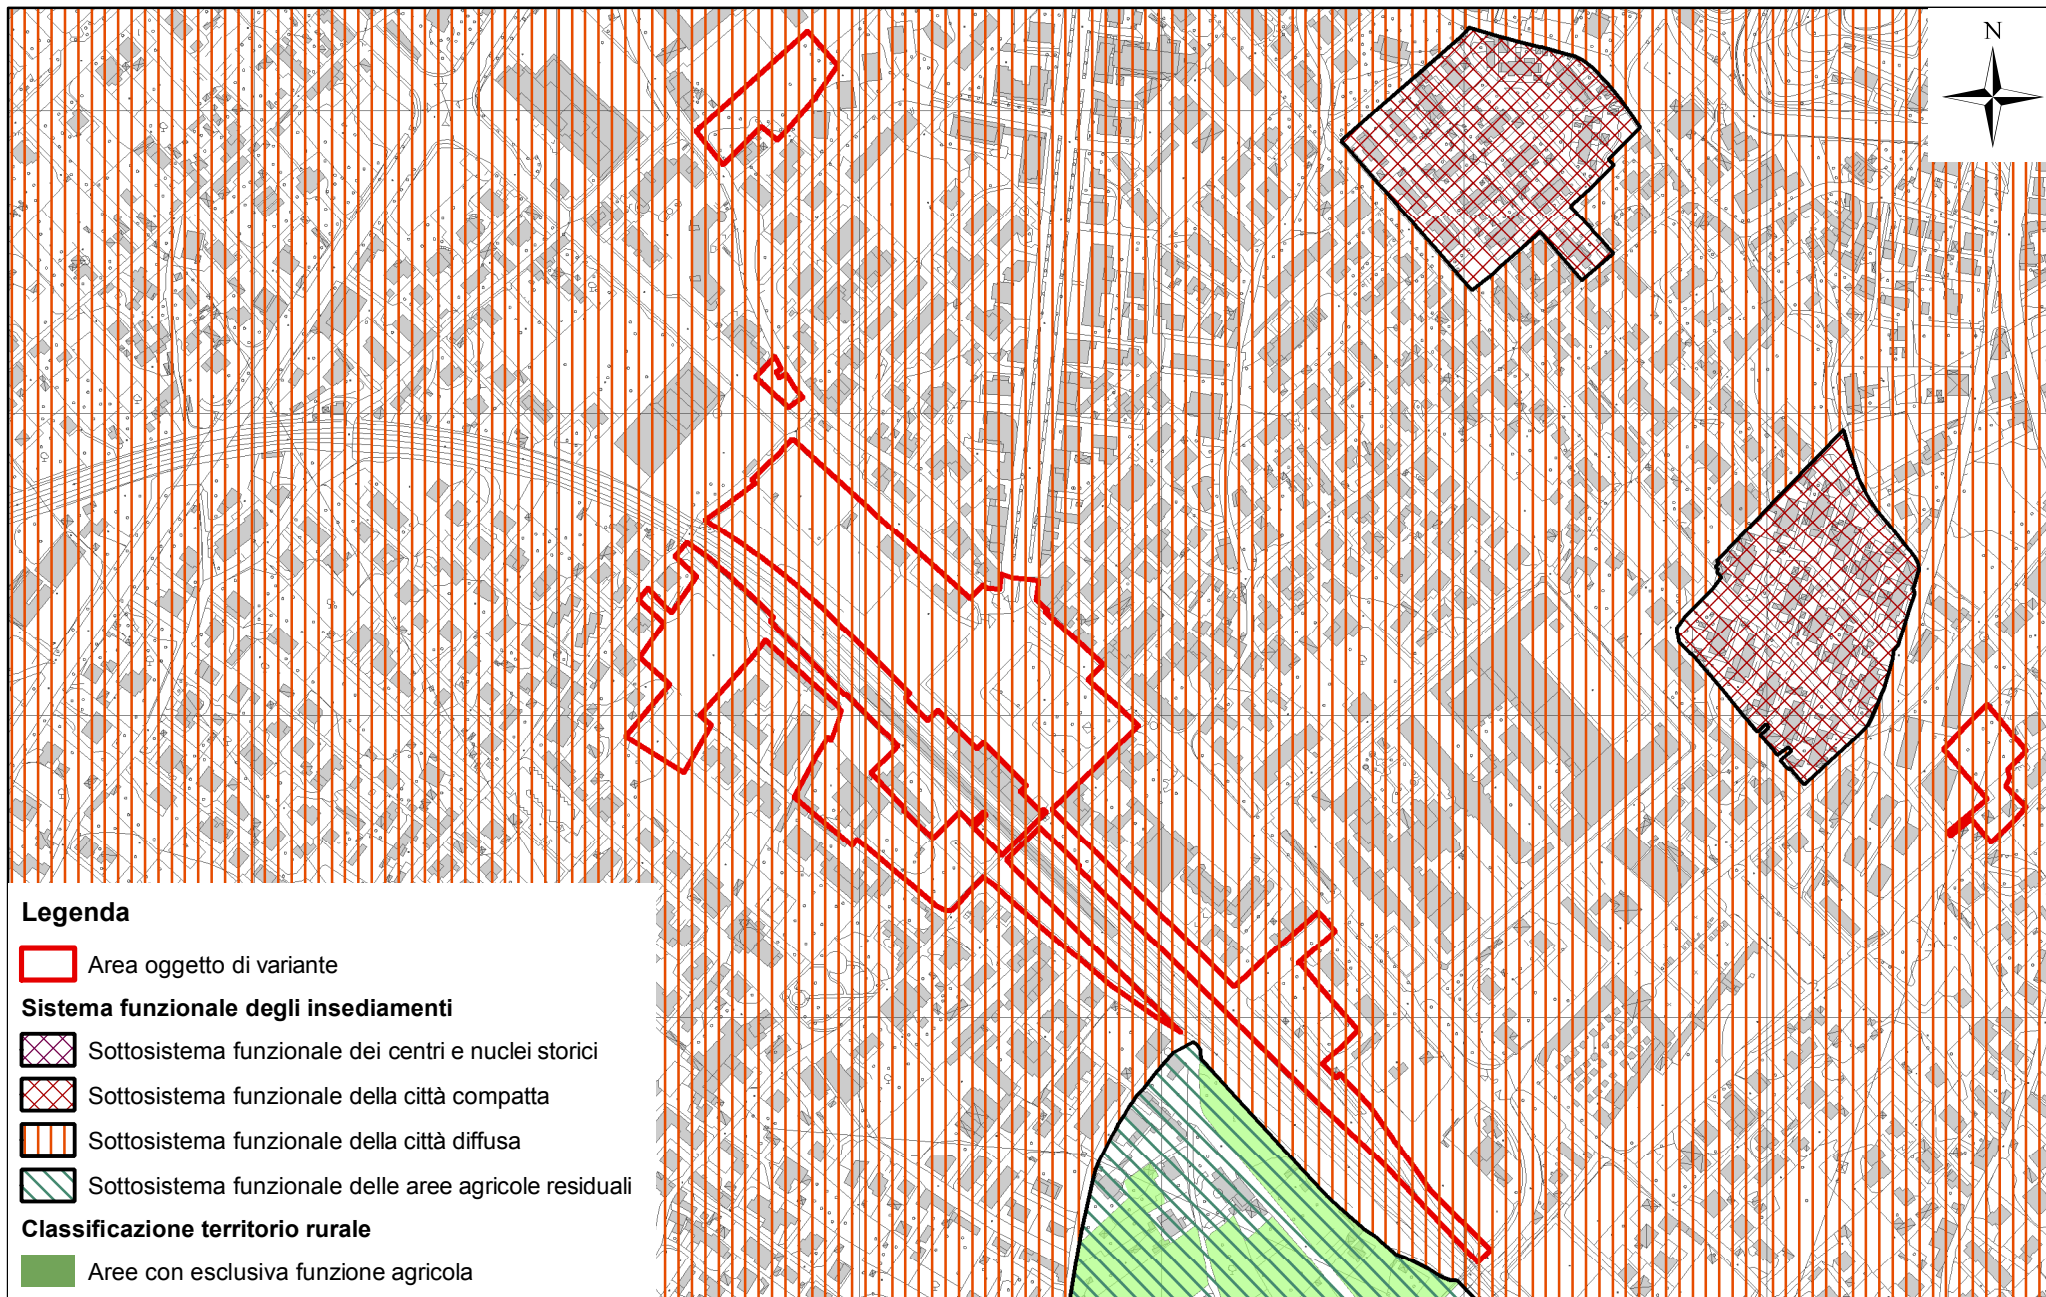 N
Legenda
Area oggetto di variante
Sistema funzionale degli insediamenti
Sottosistema funzionale dei centri e nuclei storici
Sottosistema funzionale della città compatta
Sottosistema funzionale della città diffusa
Sottosistema funzionale delle aree agricole residuali
Classificazione territorio rurale
Aree con esclusiva funzione agricola